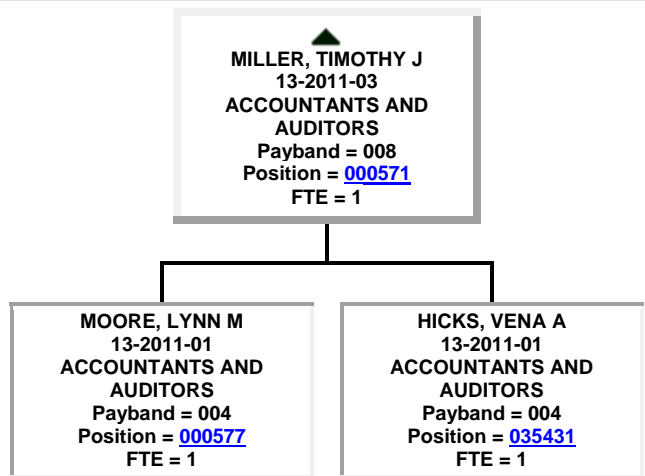 MILLER, TIMOTHY J
13-2011-03
ACCOUNTANTS AND
AUDITORS
Payband = 008
Position = 000571
FTE = 1
MOORE, LYNN M
13-2011-01
ACCOUNTANTS AND
AUDITORS
Payband = 004
Position = 000577
FTE = 1
HICKS, VENA A
13-2011-01
ACCOUNTANTS AND
AUDITORS
Payband = 004
Position = 035431
FTE = 1